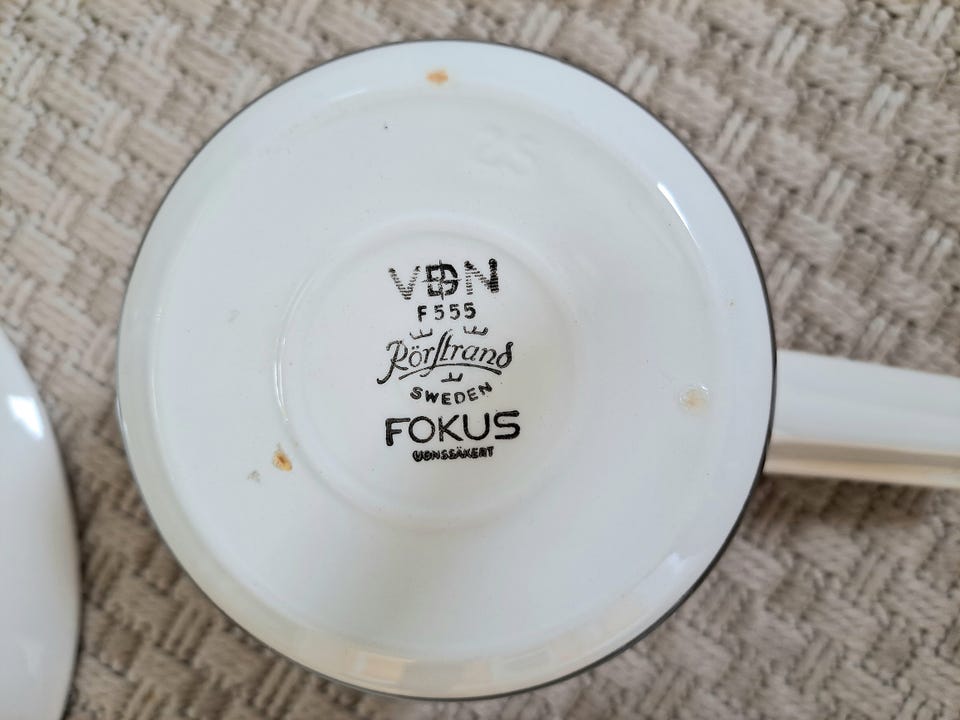 VDN
F555
RörStrand
SWEDEN
FOKUS
UGNSSÄKERT